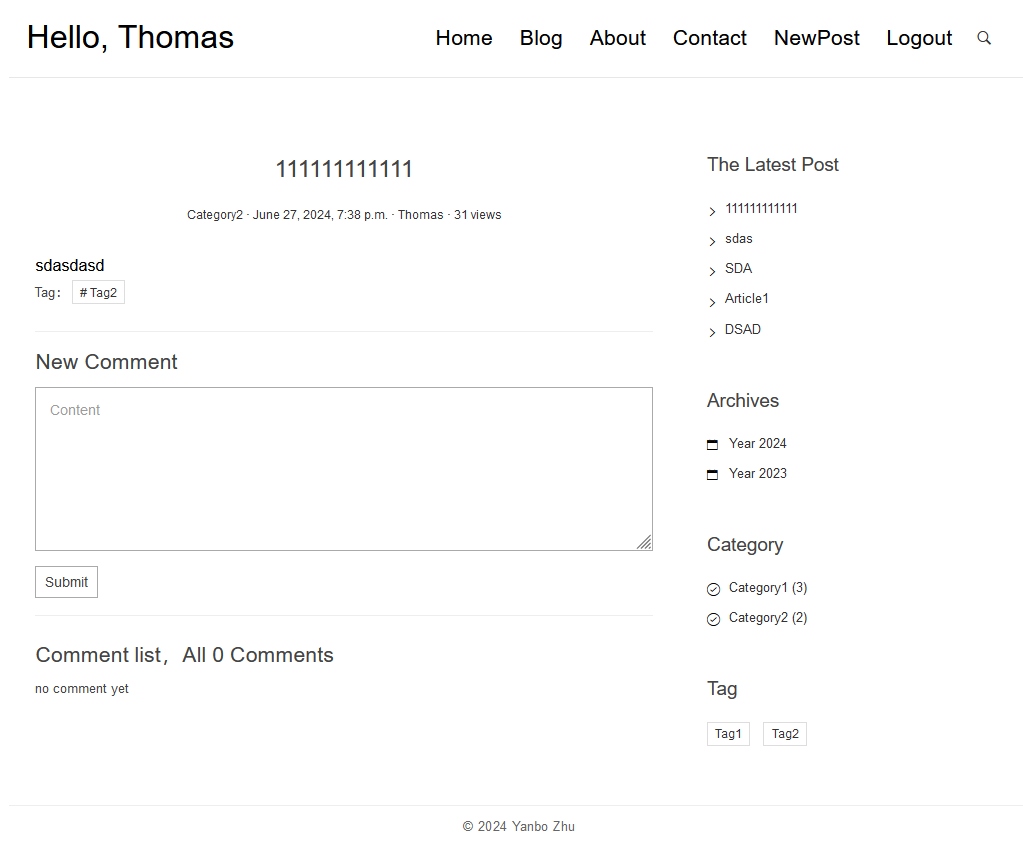 Hello, Thomas
Home Blog About Contact NewPost Logout
111111111111
Category2 · June 27, 2024, 7:38 p.m. · Thomas · 31 views
sdasdasd
Tag: # Tag2
New Comment
Content
Submit
Comment list，All 0 Comments
no comment yet
The Latest Post
111111111111
sdas
SDA
Article1
DSAD
Archives
Year 2024
Year 2023
Category
Category1 (3)
Category2 (2)
Tag
Tag1 Tag2
© 2024 Yanbo Zhu